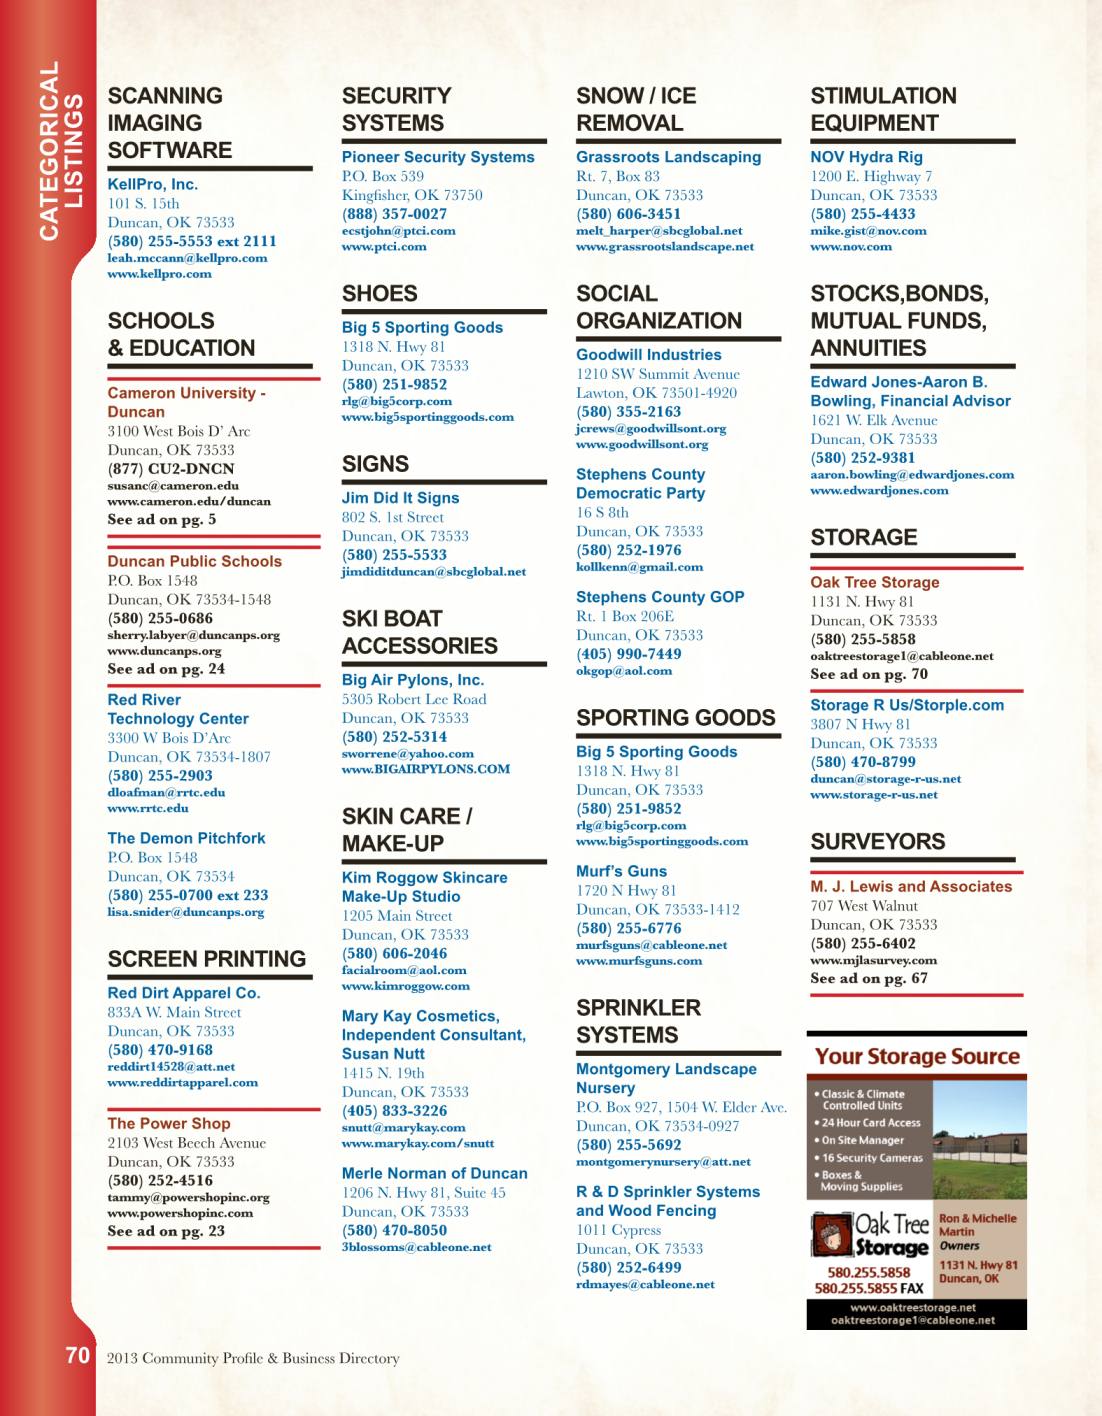 CATEGORICAL
LISTINGS
SCANNING
IMAGING
SOFTWARE
KellPro, Inc.
101 S. 15th
Duncan, OK 73533
(580) 255-5553 ext 2111
leah.mccann@kellpro.com
www.kellpro.com
SCHOOLS
& EDUCATION
Cameron University -
Duncan
3100 West Bois D’ Arc
Duncan, OK 73533
(877) CU2-DNCN
susanc@cameron.edu
www.cameron.edu/duncan
See ad on pg. 5
Duncan Public Schools
P.O. Box 1548
Duncan, OK 73534-1548
(580) 255-0686
sherry.labyer@duncanps.org
www.duncanps.org
See ad on pg. 24
Red River
Technology Center
3300 W Bois D’Arc
Duncan, OK 73534-1807
(580) 255-2903
dloafman@rrtc.edu
www.rrtc.edu
The Demon Pitchfork
P.O. Box 1548
Duncan, OK 73534
(580) 255-0700 ext 233
lisa.snider@duncanps.org
SCREEN PRINTING
Red Dirt Apparel Co.
833A W. Main Street
Duncan, OK 73533
(580) 470-9168
reddirt14528@att.net
www.reddirtapparel.com
The Power Shop
2103 West Beech Avenue
Duncan, OK 73533
(580) 252-4516
tammy@powershopinc.org
www.powershopinc.com
See ad on pg. 23
SECURITY
SYSTEMS
Pioneer Security Systems
P.O. Box 539
Kingfisher, OK 73750
(888) 357-0027
ecstjohn@ptci.com
www.ptci.com
SHOES
Big 5 Sporting Goods
1318 N. Hwy 81
Duncan, OK 73533
(580) 251-9852
rlg@big5corp.com
www.big5sportinggoods.com
SIGNS
Jim Did It Signs
802 S. 1st Street
Duncan, OK 73533
(580) 255-5533
jimdiditduncan@sbcglobal.net
SKI BOAT
ACCESSORIES
Big Air Pylons, Inc.
5305 Robert Lee Road
Duncan, OK 73533
(580) 252-5314
sworrene@yahoo.com
www.BIGAIRPYLONS.COM
SKIN CARE /
MAKE-UP
Kim Roggow Skincare
Make-Up Studio
1205 Main Street
Duncan, OK 73533
(580) 606-2046
facialroom@aol.com
www.kimroggow.com
Mary Kay Cosmetics,
Independent Consultant,
Susan Nutt
1415 N. 19th
Duncan, OK 73533
(405) 833-3226
snutt@marykay.com
www.marykay.com/snutt
Merle Norman of Duncan
1206 N. Hwy 81, Suite 45
Duncan, OK 73533
(580) 470-8050
3blossoms@cableone.net
SNOW / ICE
REMOVAL
Grassroots Landscaping
Rt. 7, Box 83
Duncan, OK 73533
(580) 606-3451
melt_harper@sbcglobal.net
www.grassrootslandscape.net
SOCIAL
ORGANIZATION
Goodwill Industries
1210 SW Summit Avenue
Lawton, OK 73501-4920
(580) 355-2163
jcrews@goodwillsont.org
www.goodwillsont.org
Stephens County
Democratic Party
16 S 8th
Duncan, OK 73533
(580) 252-1976
kollkenn@gmail.com
Stephens County GOP
Rt. 1 Box 206E
Duncan, OK 73533
(405) 990-7449
okgop@aol.com
SPORTING GOODS
Big 5 Sporting Goods
1318 N. Hwy 81
Duncan, OK 73533
(580) 251-9852
rlg@big5corp.com
www.big5sportinggoods.com
Murf’s Guns
1720 N Hwy 81
Duncan, OK 73533-1412
(580) 255-6776
murfsguns@cableone.net
www.murfsguns.com
SPRINKLER
SYSTEMS
Montgomery Landscape
Nursery
P.O. Box 927, 1504 W. Elder Ave.
Duncan, OK 73534-0927
(580) 255-5692
montgomerynursery@att.net
R & D Sprinkler Systems
and Wood Fencing
1011 Cypress
Duncan, OK 73533
(580) 252-6499
rdmayes@cableone.net
STIMULATION
EQUIPMENT
NOV Hydra Rig
1200 E. Highway 7
Duncan, OK 73533
(580) 255-4433
mike.gist@nov.com
www.nov.com
STOCKS,BONDS,
MUTUAL FUNDS,
ANNUITIES
Edward Jones-Aaron B.
Bowling, Financial Advisor
1621 W. Elk Avenue
Duncan, OK 73533
(580) 252-9381
aaron.bowling@edwardjones.com
www.edwardjones.com
STORAGE
Oak Tree Storage
1131 N. Hwy 81
Duncan, OK 73533
(580) 255-5858
oaktreestorage1@cableone.net
See ad on pg. 70
Storage R Us/Storple.com
3807 N Hwy 81
Duncan, OK 73533
(580) 470-8799
duncan@storage-r-us.net
www.storage-r-us.net
SURVEYORS
M. J. Lewis and Associates
707 West Walnut
Duncan, OK 73533
(580) 255-6402
www.mjlasurvey.com
See ad on pg. 67
Your Storage Source
• Classic & Climate
Controlled Units
• 24 Hour Card Access
• On Site Manager
• 16 Security Cameras
• Boxes &
Moving Supplies
Oak Tree
Storage
580.255.5858
580.255.5855 FAX
Ron & Michelle
Martin
Owners
1131 N. Hwy 81
Duncan, OK
www.oaktreestorage.net
oaktreestorage1@cableone.net
70 2013 Community Profile & Business Directory